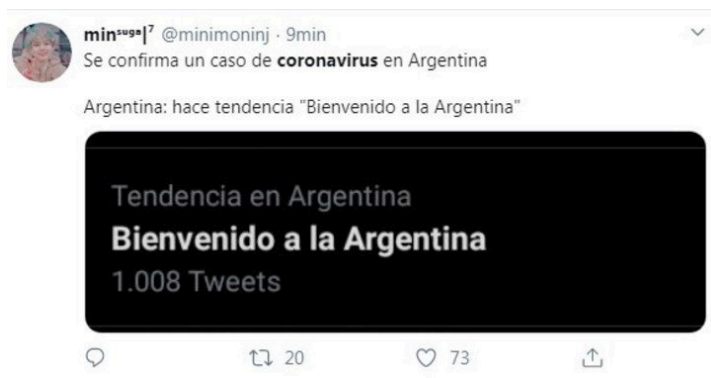 minˢᵘᵍᵃ|⁷ @minimoninj · 9min
Se confirma un caso de coronavirus en Argentina
Argentina: hace tendencia "Bienvenido a la Argentina"
Tendencia en Argentina
Bienvenido a la Argentina
1.008 Tweets
20 73